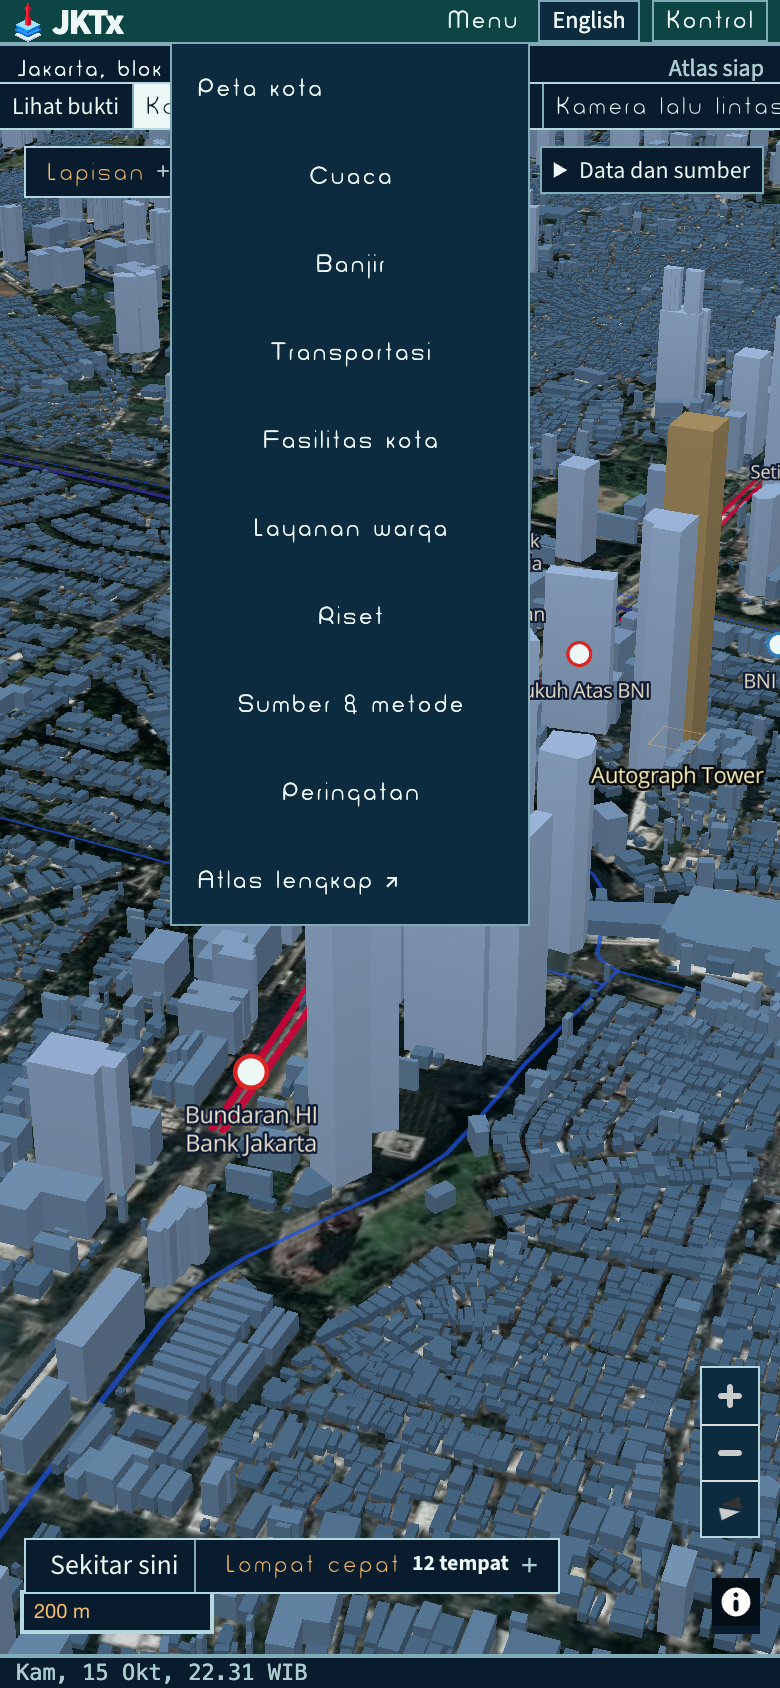 JKTx
Menu
English
Kontrol
Jakarta, blok
Atlas siap
Lihat bukti
Kamera lalu lintas
Lapisan +
Data dan sumber
Peta kota
Cuaca
Banjir
Transportasi
Fasilitas kota
Layanan warga
Riset
Sumber & metode
Peringatan
Atlas lengkap ↗
Atas BNI
BNI
Autograph Tower
Bundaran HI
Bank Jakarta
Sekitar sini
Lompat cepat 12 tempat +
200 m
Kam, 15 Okt, 22.31 WIB